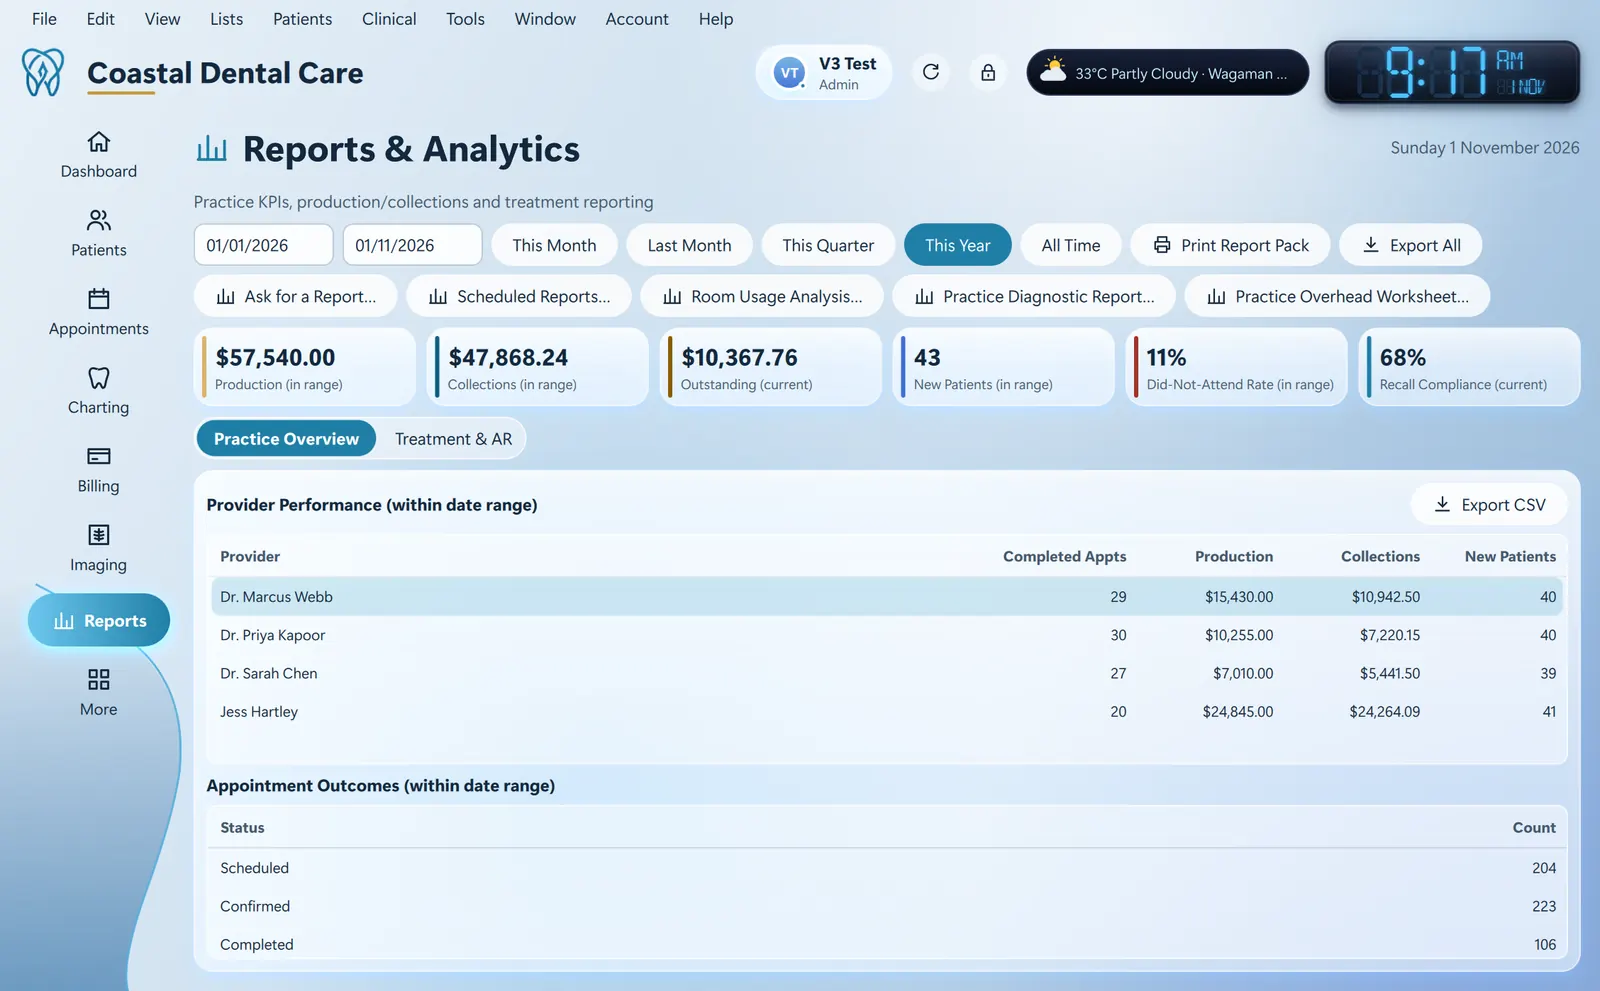 File Edit View Lists Patients Clinical Tools Window Account Help
Coastal Dental Care
VT
V3 Test
Admin
33°C Partly Cloudy · Wagaman ...
9:17 AM
1 NOV
Dashboard
Patients
Appointments
Charting
Billing
Imaging
Reports
More
Reports & Analytics
Sunday 1 November 2026
Practice KPIs, production/collections and treatment reporting
01/01/2026 01/11/2026 This Month Last Month This Quarter This Year All Time Print Report Pack Export All
Ask for a Report... Scheduled Reports... Room Usage Analysis... Practice Diagnostic Report... Practice Overhead Worksheet...
$57,540.00
Production (in range)
$47,868.24
Collections (in range)
$10,367.76
Outstanding (current)
43
New Patients (in range)
11%
Did-Not-Attend Rate (in range)
68%
Recall Compliance (current)
Practice Overview Treatment & AR
Provider Performance (within date range)
Export CSV
Provider Completed Appts Production Collections New Patients
Dr. Marcus Webb 29 $15,430.00 $10,942.50 40
Dr. Priya Kapoor 30 $10,255.00 $7,220.15 40
Dr. Sarah Chen 27 $7,010.00 $5,441.50 39
Jess Hartley 20 $24,845.00 $24,264.09 41
Appointment Outcomes (within date range)
Status Count
Scheduled 204
Confirmed 223
Completed 106